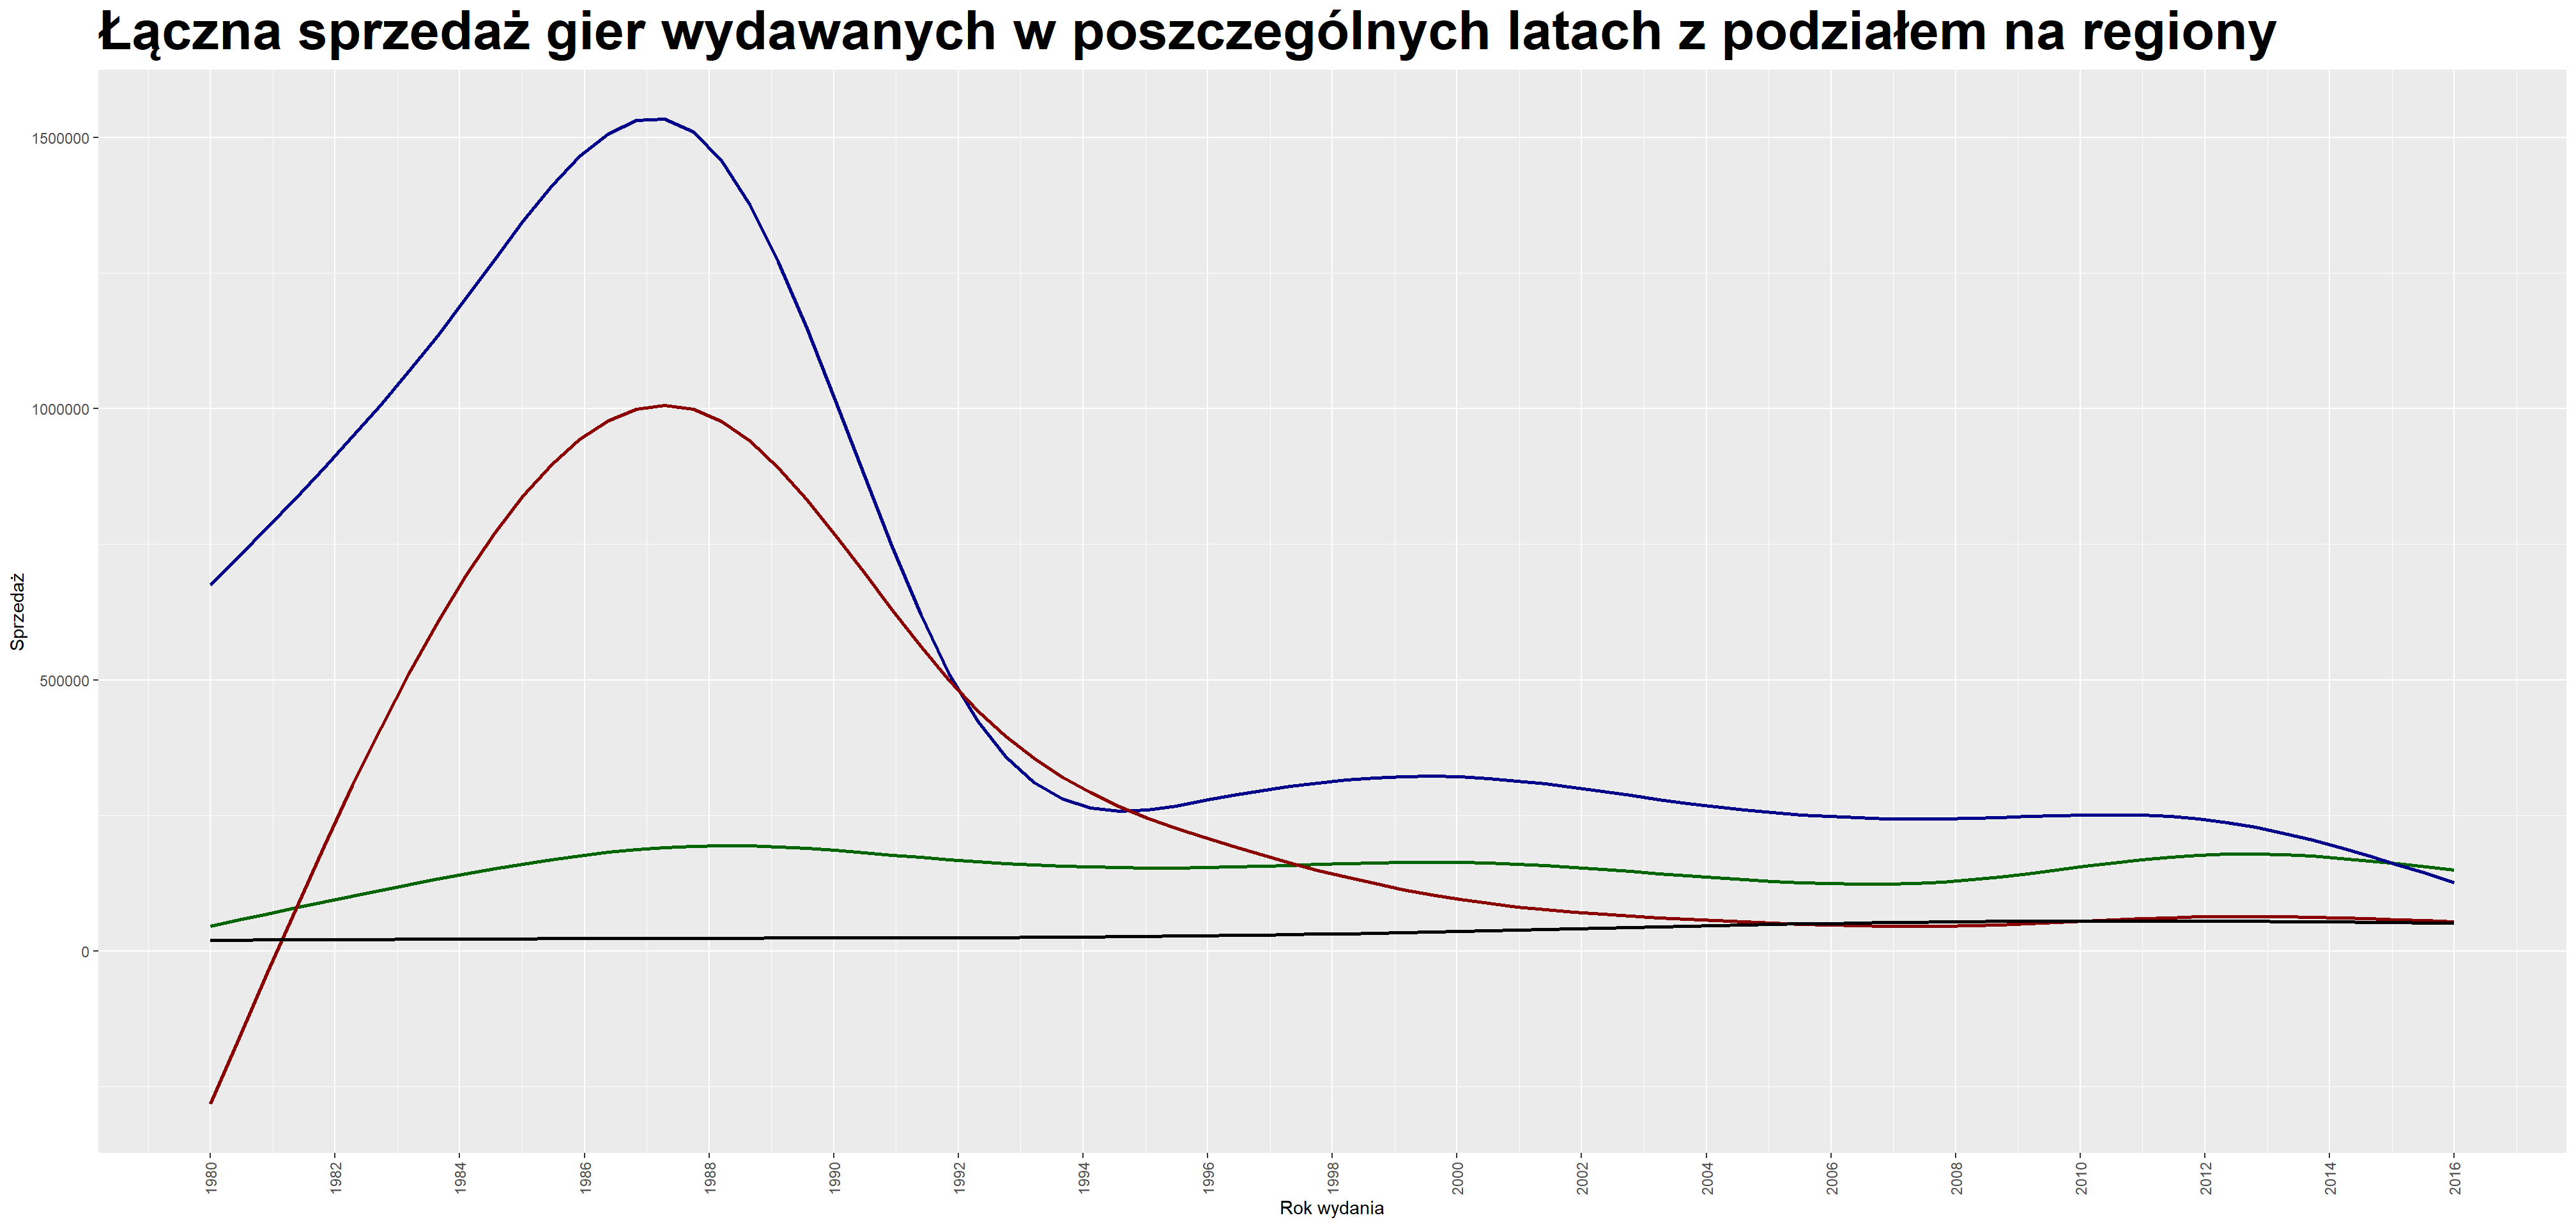 Łączna sprzedaż gier wydawanych w poszczególnych latach z podziałem na regiony
Sprzedaż
1500000
1000000
500000
0
1980 1982 1984 1986 1988 1990 1992 1994 1996 1998 2000 2002 2004 2006 2008 2010 2012 2014 2016
Rok wydania